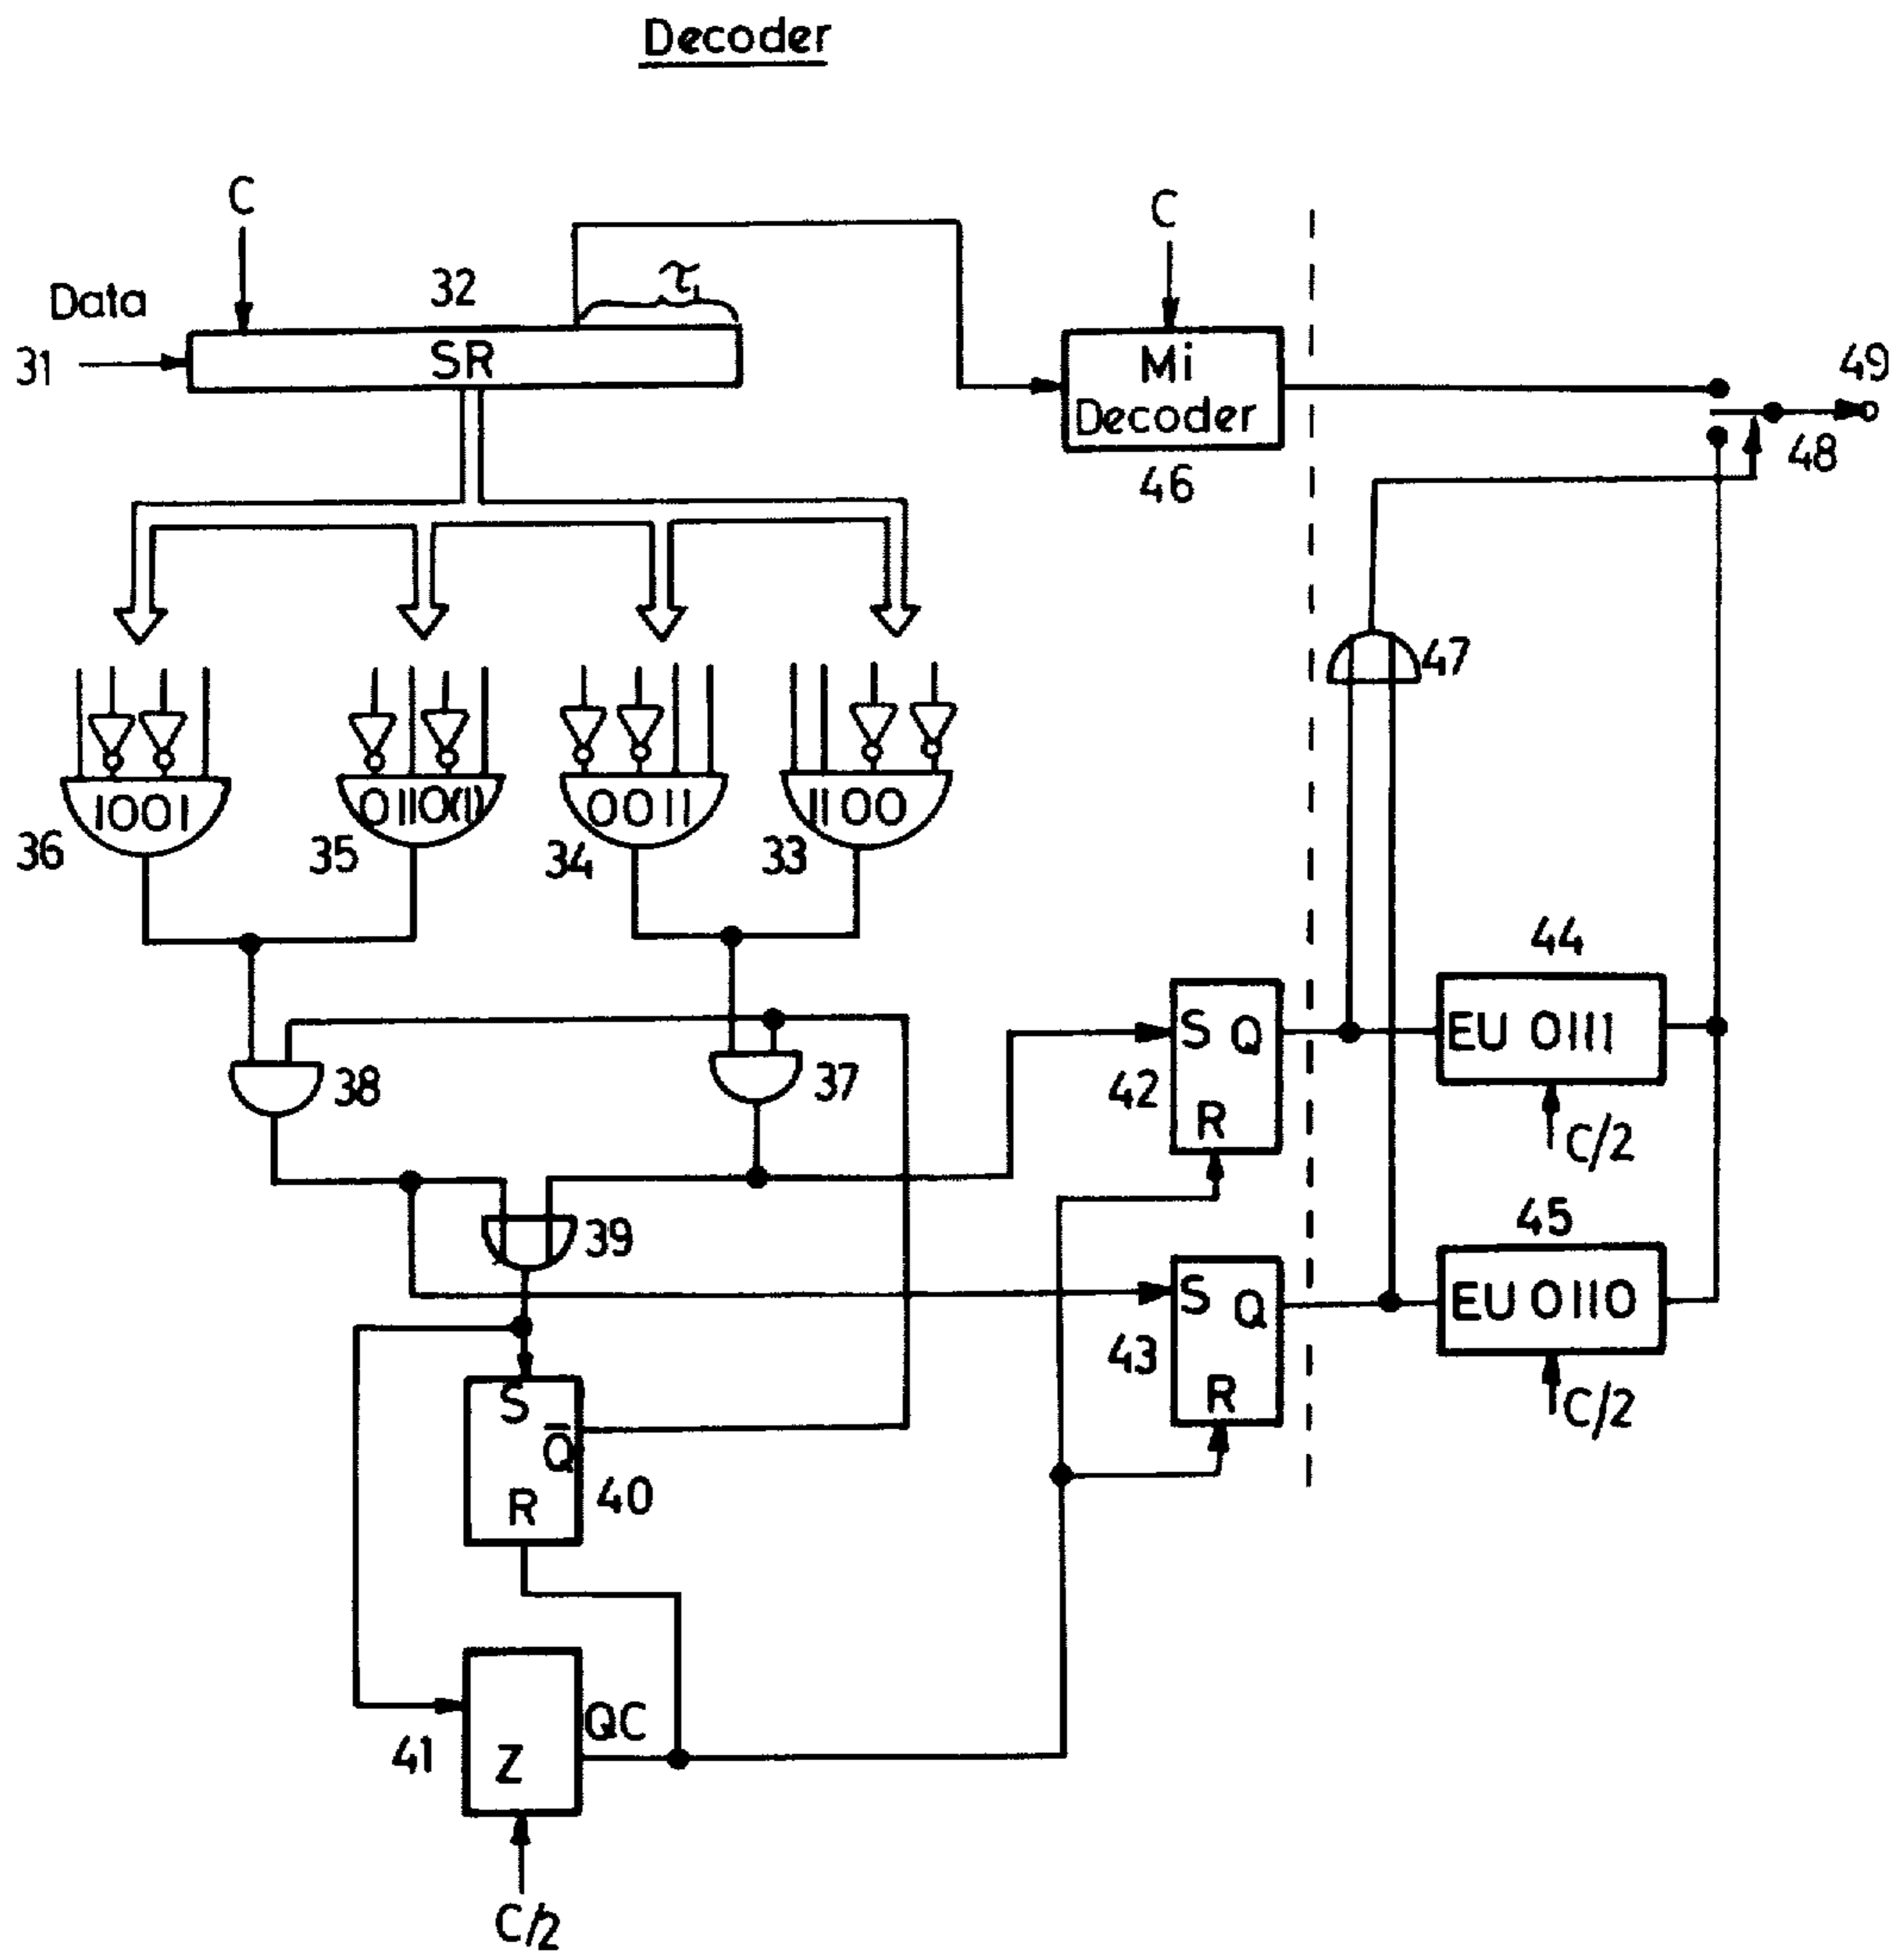 Decoder
C
C
Data
32
τ₁
31
SR
Mi
Decoder
46
49
48
47
1001
0110(1)
0011
1100
36
35
34
33
38
37
44
S Q
42
R
EU 0111
C/2
39
45
S Q
43
R
EU 0110
C/2
S
Q̅
R
40
QC
41
Z
C/2